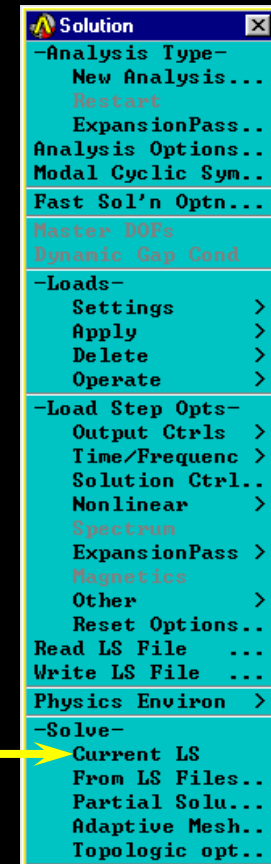 Solution
-Analysis Type-
New Analysis...
Restart
ExpansionPass..
Analysis Options..
Modal Cyclic Sym..
Fast Sol'n Optn...
Master DOFs
Dynamic Gap Cond
-Loads-
Settings >
Apply >
Delete >
Operate >
-Load Step Opts-
Output Ctrls >
Time/Frequenc >
Solution Ctrl..
Nonlinear >
Spectrum
ExpansionPass >
Magnetics
Other >
Reset Options..
Read LS File ...
Write LS File ...
Physics Environ >
-Solve-
Current LS
From LS Files..
Partial Solu...
Adaptive Mesh..
Topologic opt..